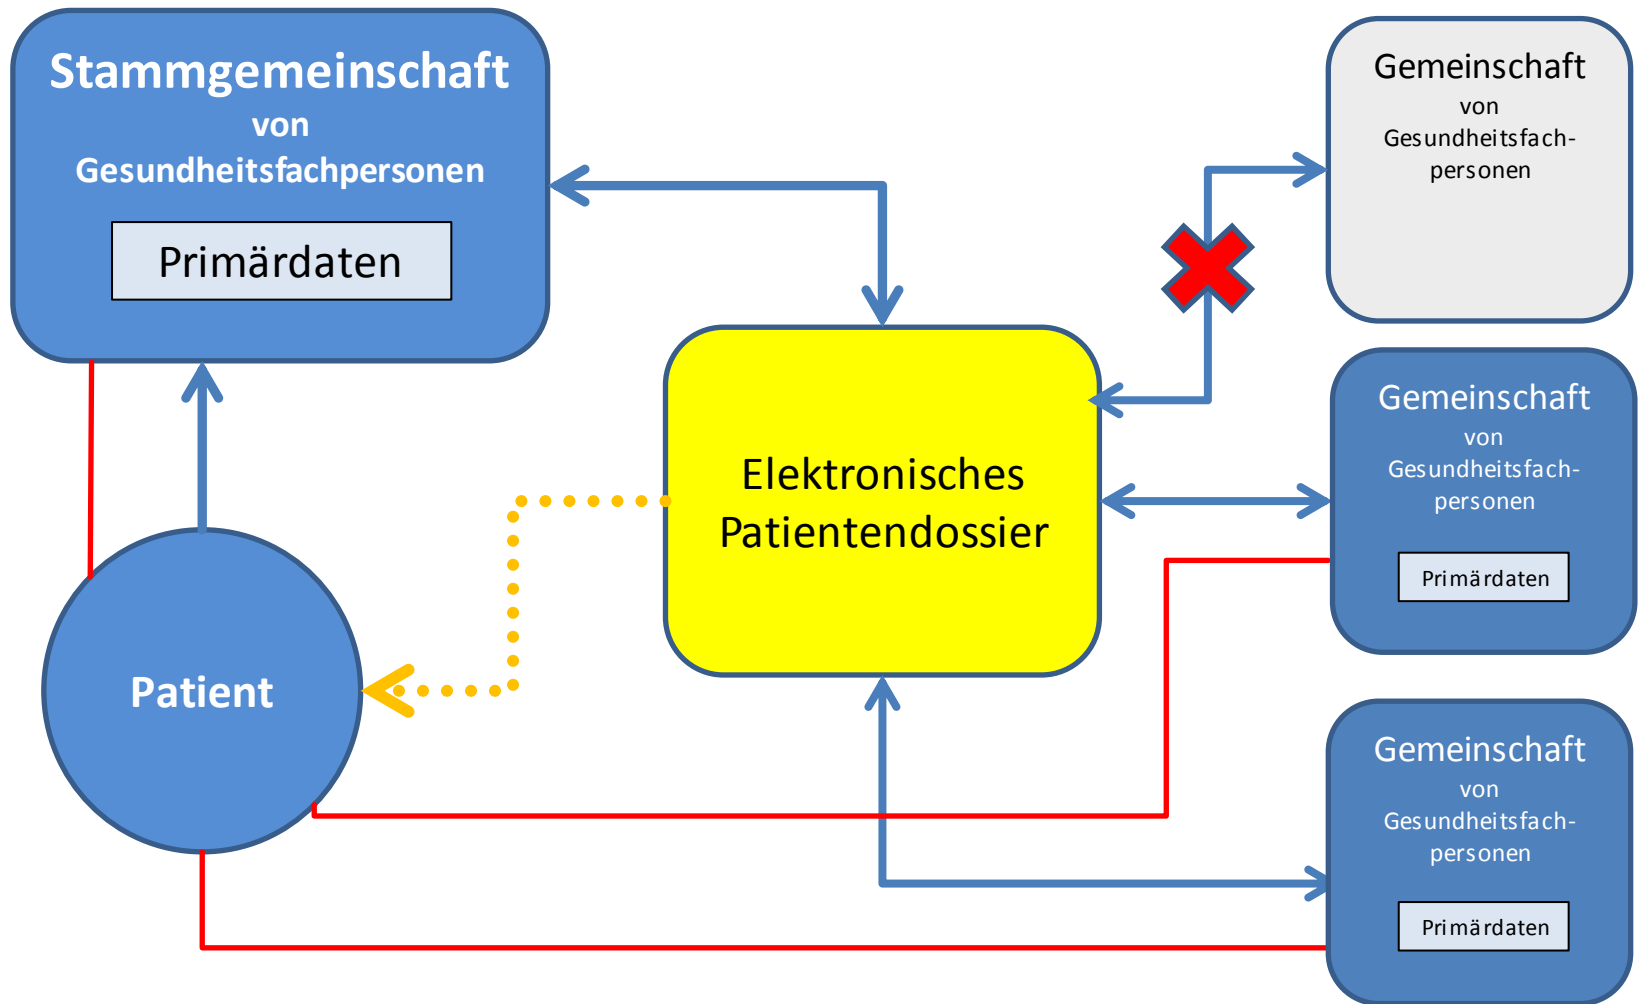 Stammgemeinschaft
von
Gesundheitsfachpersonen
Primärdaten
Gemeinschaft
von
Gesundheitsfach-
personen
Elektronisches
Patientendossier
Gemeinschaft
von
Gesundheitsfach-
personen
Primärdaten
Patient
Gemeinschaft
von
Gesundheitsfach-
personen
Primärdaten